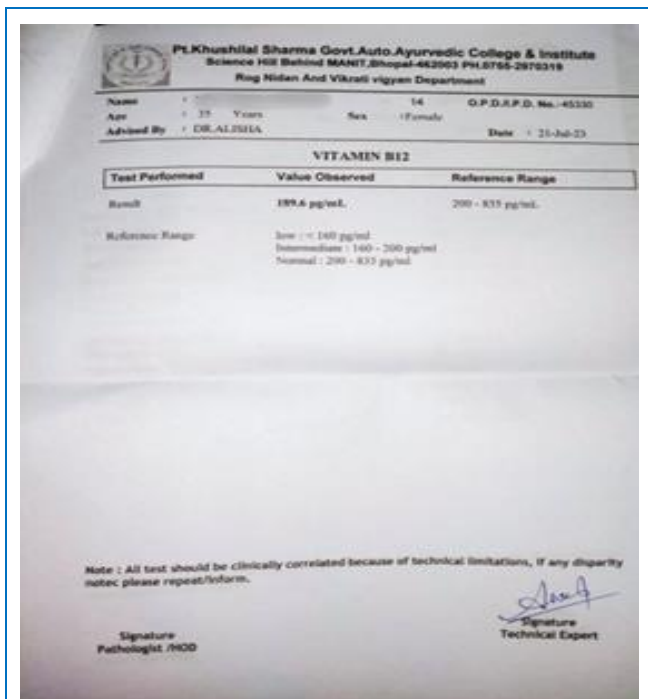 Pt.Khushilal Sharma Govt.Auto.Ayurvedic College & Institute
Science Hill Behind MANIT,Bhopal-462003 PH.0755-2970319
Rog Nidan And Vikrati vigyan Department
Name : 14 O.P.D./I.P.D. No.:-45330
Age : 35 Years Sex :Female
Advised By : DR.ALISHA Date : 21-Jul-23
VITAMIN B12
Test Performed Value Observed Reference Range
Result 189.6 pg/mL 200 - 835 pg/mL
Reference Range low : < 160 pg/ml
Intermediate : 160 - 200 pg/ml
Normal : 200 - 835 pg/ml
Note : All test should be clinically correlated because of technical limitations, if any disparity
notec please repeat/inform.
Signature
Technical Expert
Signature
Pathologist /HOD